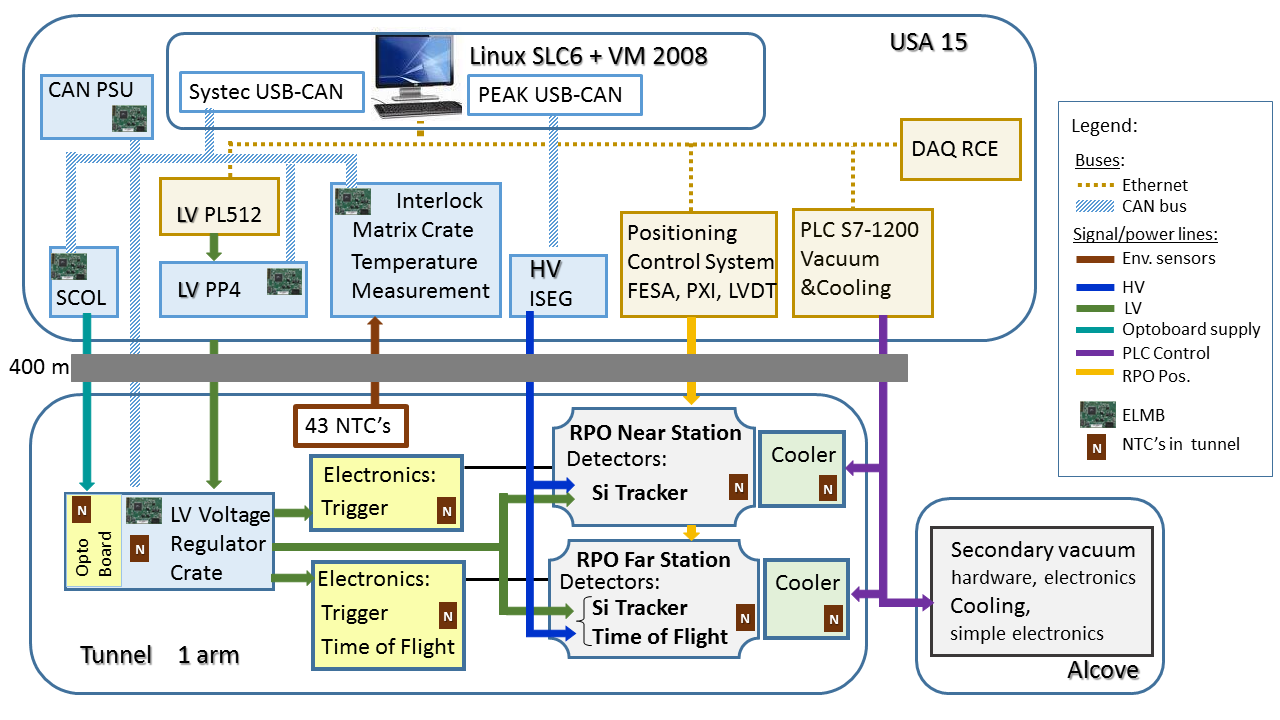 USA 15
Linux SLC6 + VM 2008
Systec USB-CAN
PEAK USB-CAN
CAN PSU
DAQ RCE
LV PL512
Interlock
Matrix Crate
Temperature
Measurement
Positioning
Control System
FESA, PXI, LVDT
PLC S7-1200
Vacuum
&Cooling
SCOL
LV PP4
HV
ISEG
Legend:
Buses:
Ethernet
CAN bus
Signal/power lines:
Env. sensors
HV
LV
Optoboard supply
PLC Control
RPO Pos.
ELMB
N
NTC's in tunnel
400 m
43 NTC's
Electronics:
Trigger
N
RPO Near Station
Detectors:
Si Tracker
N
Cooler
N
N
Opto
Board
N
LV Voltage
Regulator
Crate
Electronics:
Trigger
Time of Flight
N
RPO Far Station
Detectors:
Si Tracker
Time of Flight
N
Cooler
N
Tunnel 1 arm
Secondary vacuum
hardware, electronics
Cooling,
simple electronics
Alcove